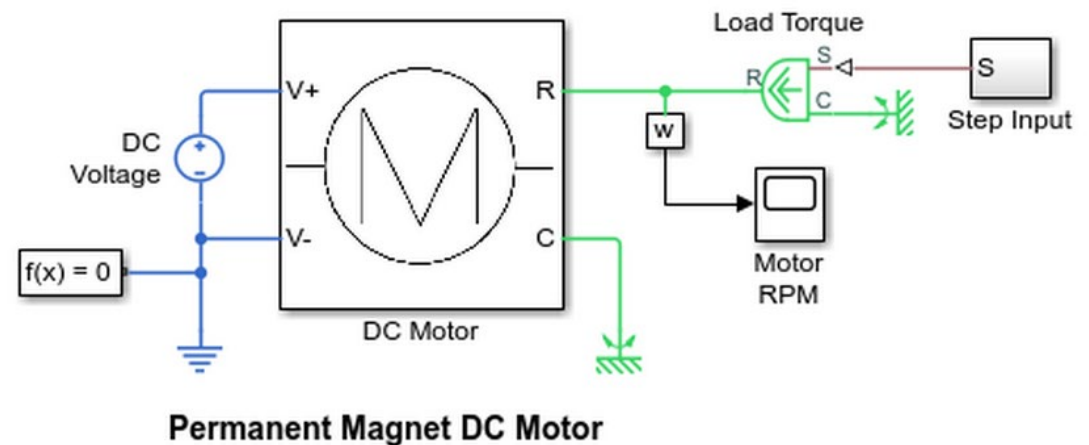 Load Torque
S
S
R
C
Step Input
V+
R
w
DC
Voltage
V-
C
f(x) = 0
Motor
RPM
DC Motor
Permanent Magnet DC Motor